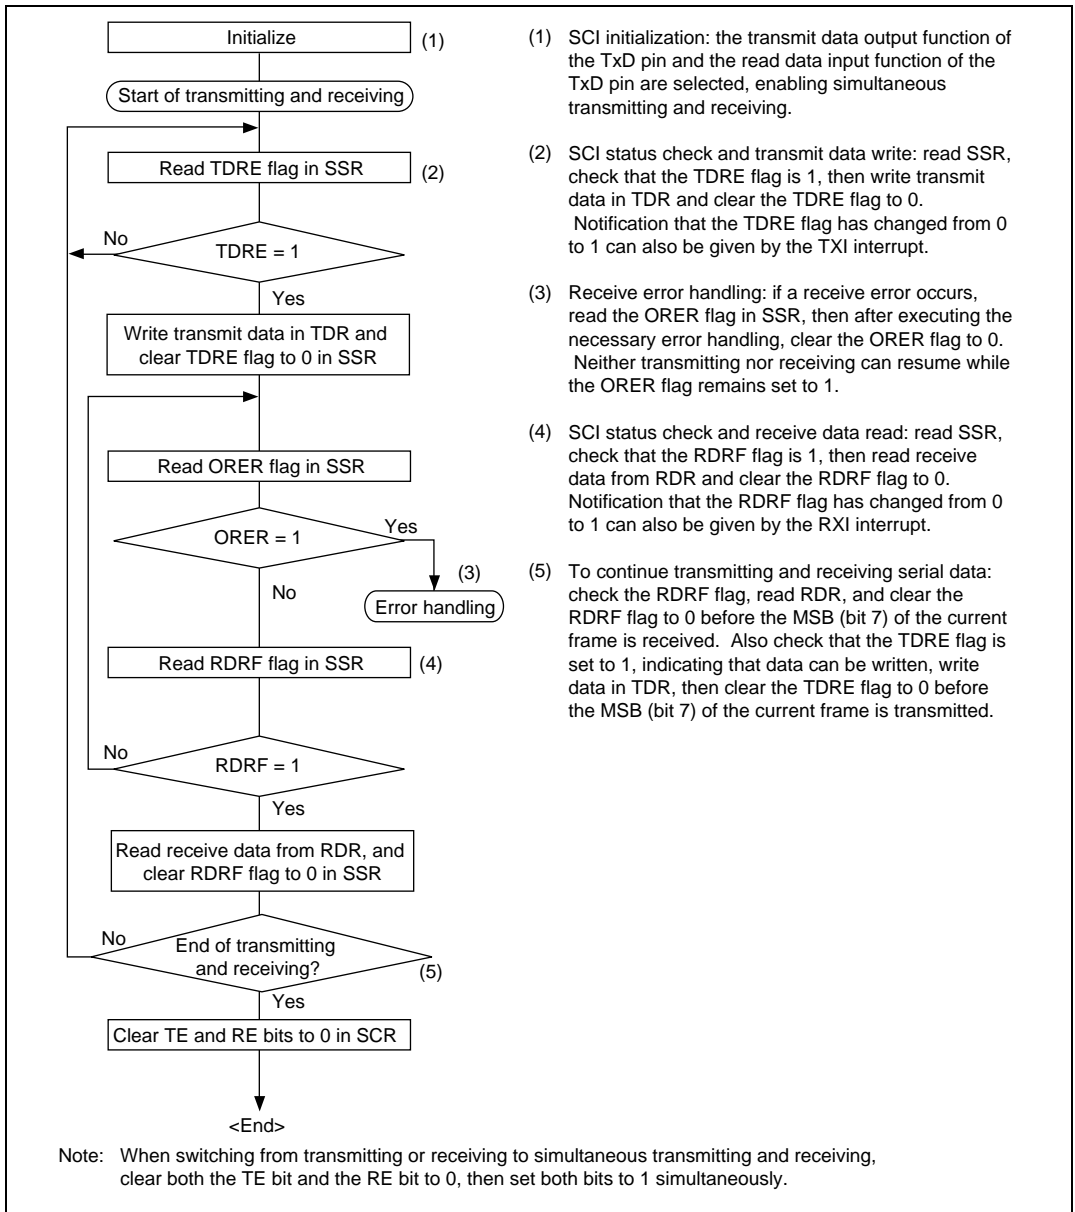 Initialize
(1)
Start of transmitting and receiving
Read TDRE flag in SSR
(2)
No
TDRE = 1
Yes
Write transmit data in TDR and
clear TDRE flag to 0 in SSR
Read ORER flag in SSR
ORER = 1
Yes
(3)
No
Error handling
Read RDRF flag in SSR
(4)
No
RDRF = 1
Yes
Read receive data from RDR, and
clear RDRF flag to 0 in SSR
No
End of transmitting
and receiving?
(5)
Yes
Clear TE and RE bits to 0 in SCR
<End>
(1) SCI initialization: the transmit data output function of
the TxD pin and the read data input function of the
TxD pin are selected, enabling simultaneous
transmitting and receiving.
(2) SCI status check and transmit data write: read SSR,
check that the TDRE flag is 1, then write transmit
data in TDR and clear the TDRE flag to 0.
Notification that the TDRE flag has changed from 0
to 1 can also be given by the TXI interrupt.
(3) Receive error handling: if a receive error occurs,
read the ORER flag in SSR, then after executing the
necessary error handling, clear the ORER flag to 0.
Neither transmitting nor receiving can resume while
the ORER flag remains set to 1.
(4) SCI status check and receive data read: read SSR,
check that the RDRF flag is 1, then read receive
data from RDR and clear the RDRF flag to 0.
Notification that the RDRF flag has changed from 0
to 1 can also be given by the RXI interrupt.
(5) To continue transmitting and receiving serial data:
check the RDRF flag, read RDR, and clear the
RDRF flag to 0 before the MSB (bit 7) of the current
frame is received. Also check that the TDRE flag is
set to 1, indicating that data can be written, write
data in TDR, then clear the TDRE flag to 0 before
the MSB (bit 7) of the current frame is transmitted.
Note: When switching from transmitting or receiving to simultaneous transmitting and receiving,
clear both the TE bit and the RE bit to 0, then set both bits to 1 simultaneously.